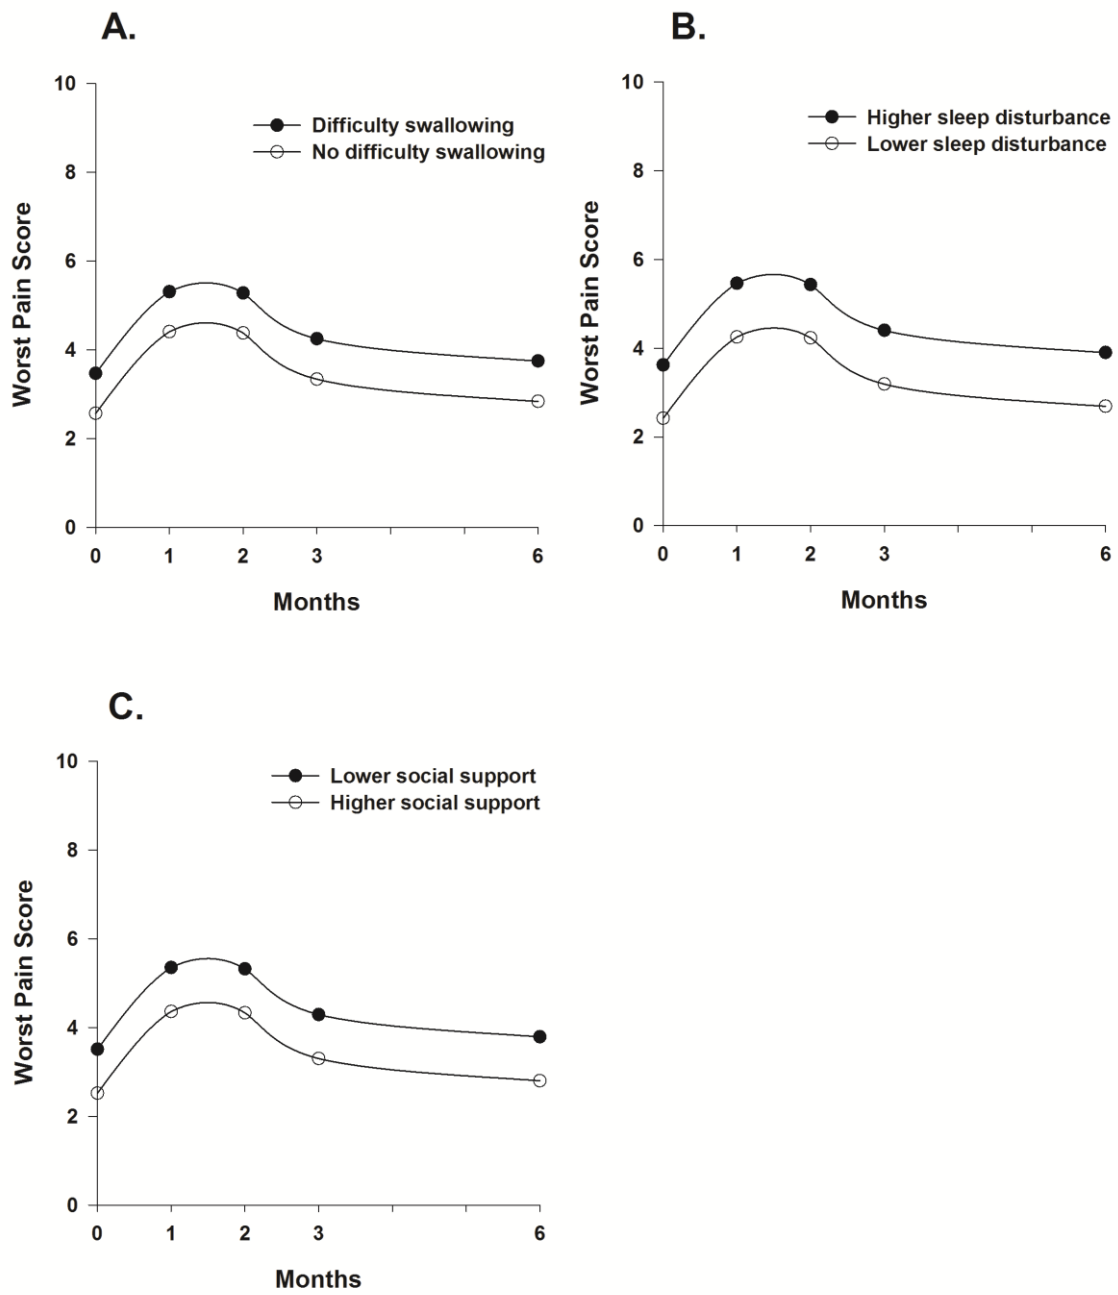 A.
Difficulty swallowing
No difficulty swallowing
Worst Pain Score
10
8
6
4
2
0
0 1 2 3 6
Months
B.
Higher sleep disturbance
Lower sleep disturbance
Worst Pain Score
10
8
6
4
2
0
0 1 2 3 6
Months
C.
Lower social support
Higher social support
Worst Pain Score
10
8
6
4
2
0
0 1 2 3 6
Months